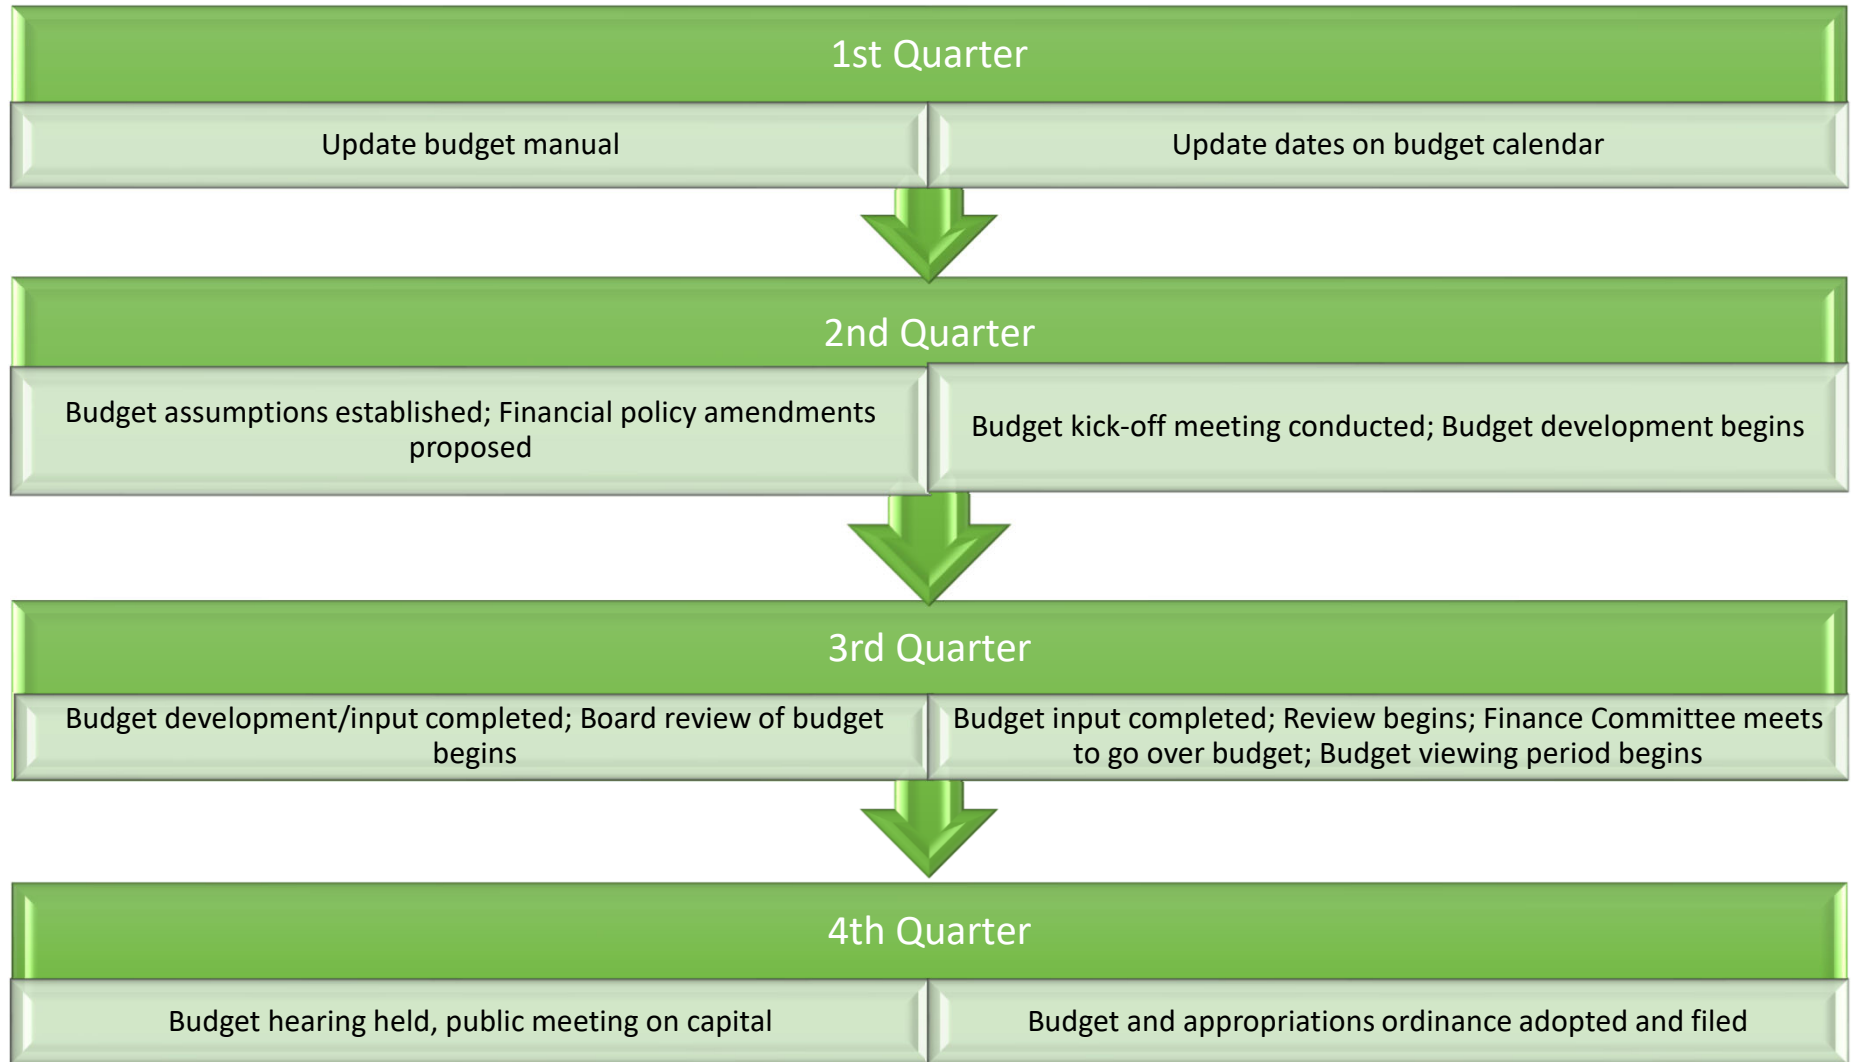 1st Quarter
Update budget manual
Update dates on budget calendar
2nd Quarter
Budget assumptions established; Financial policy amendments
proposed
Budget kick-off meeting conducted; Budget development begins
3rd Quarter
Budget development/input completed; Board review of budget
begins
Budget input completed; Review begins; Finance Committee meets
to go over budget; Budget viewing period begins
4th Quarter
Budget hearing held, public meeting on capital
Budget and appropriations ordinance adopted and filed